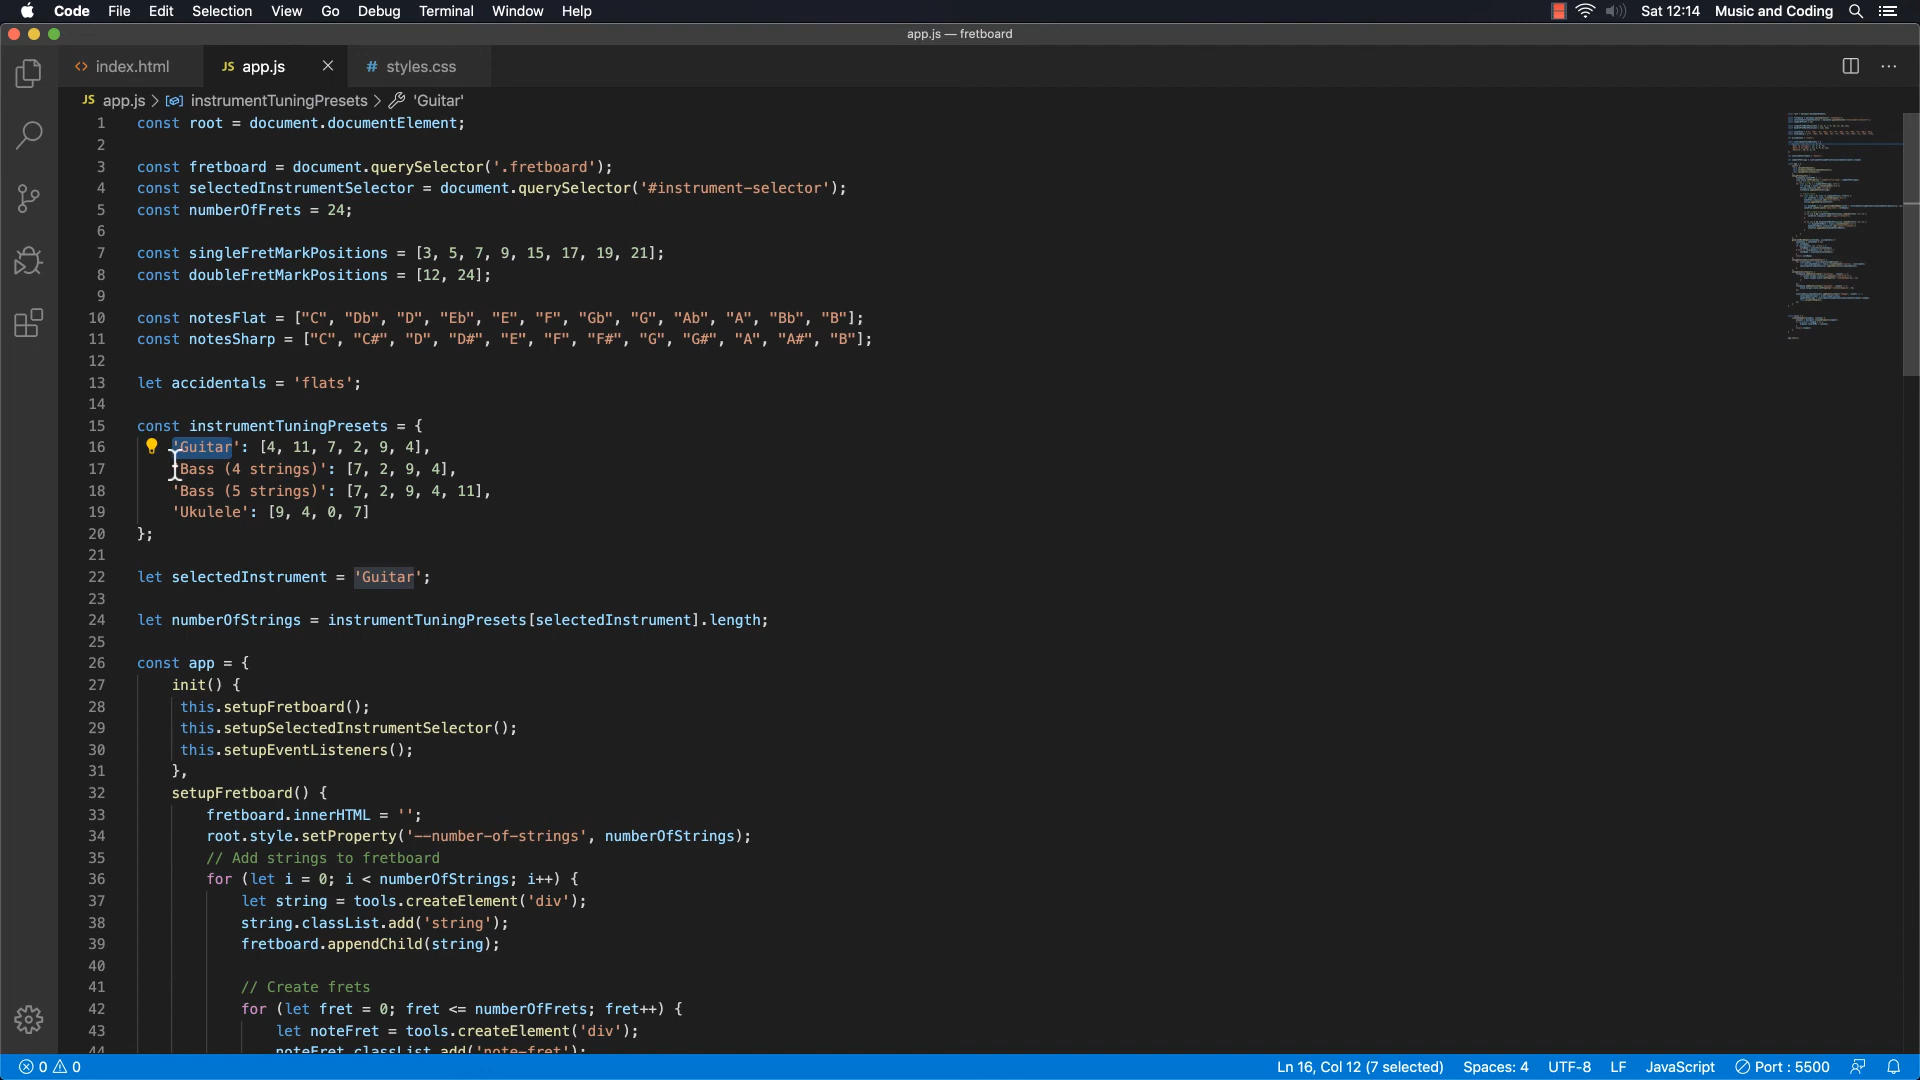 Code File Edit Selection View Go Debug Terminal Window Help Sat 12:14 Music and Coding
app.js — fretboard
index.html JS app.js # styles.css
JS app.js > instrumentTuningPresets > 'Guitar'
1 const root = document.documentElement;
2
3 const fretboard = document.querySelector('.fretboard');
4 const selectedInstrumentSelector = document.querySelector('#instrument-selector');
5 const numberOfFrets = 24;
6
7 const singleFretMarkPositions = [3, 5, 7, 9, 15, 17, 19, 21];
8 const doubleFretMarkPositions = [12, 24];
9
10 const notesFlat = ["C", "Db", "D", "Eb", "E", "F", "Gb", "G", "Ab", "A", "Bb", "B"];
11 const notesSharp = ["C", "C#", "D", "D#", "E", "F", "F#", "G", "G#", "A", "A#", "B"];
12
13 let accidentals = 'flats';
14
15 const instrumentTuningPresets = {
16 'Guitar': [4, 11, 7, 2, 9, 4],
17 'Bass (4 strings)': [7, 2, 9, 4],
18 'Bass (5 strings)': [7, 2, 9, 4, 11],
19 'Ukulele': [9, 4, 0, 7]
20 };
21
22 let selectedInstrument = 'Guitar';
23
24 let numberOfStrings = instrumentTuningPresets[selectedInstrument].length;
25
26 const app = {
27 init() {
28 this.setupFretboard();
29 this.setupSelectedInstrumentSelector();
30 this.setupEventListeners();
31 },
32 setupFretboard() {
33 fretboard.innerHTML = '';
34 root.style.setProperty('--number-of-strings', numberOfStrings);
35 // Add strings to fretboard
36 for (let i = 0; i < numberOfStrings; i++) {
37 let string = tools.createElement('div');
38 string.classList.add('string');
39 fretboard.appendChild(string);
40
41 // Create frets
42 for (let fret = 0; fret <= numberOfFrets; fret++) {
43 let noteFret = tools.createElement('div');
44 noteFret.classList.add('note-fret');
0 0 Ln 16, Col 12 (7 selected) Spaces: 4 UTF-8 LF JavaScript Port : 5500